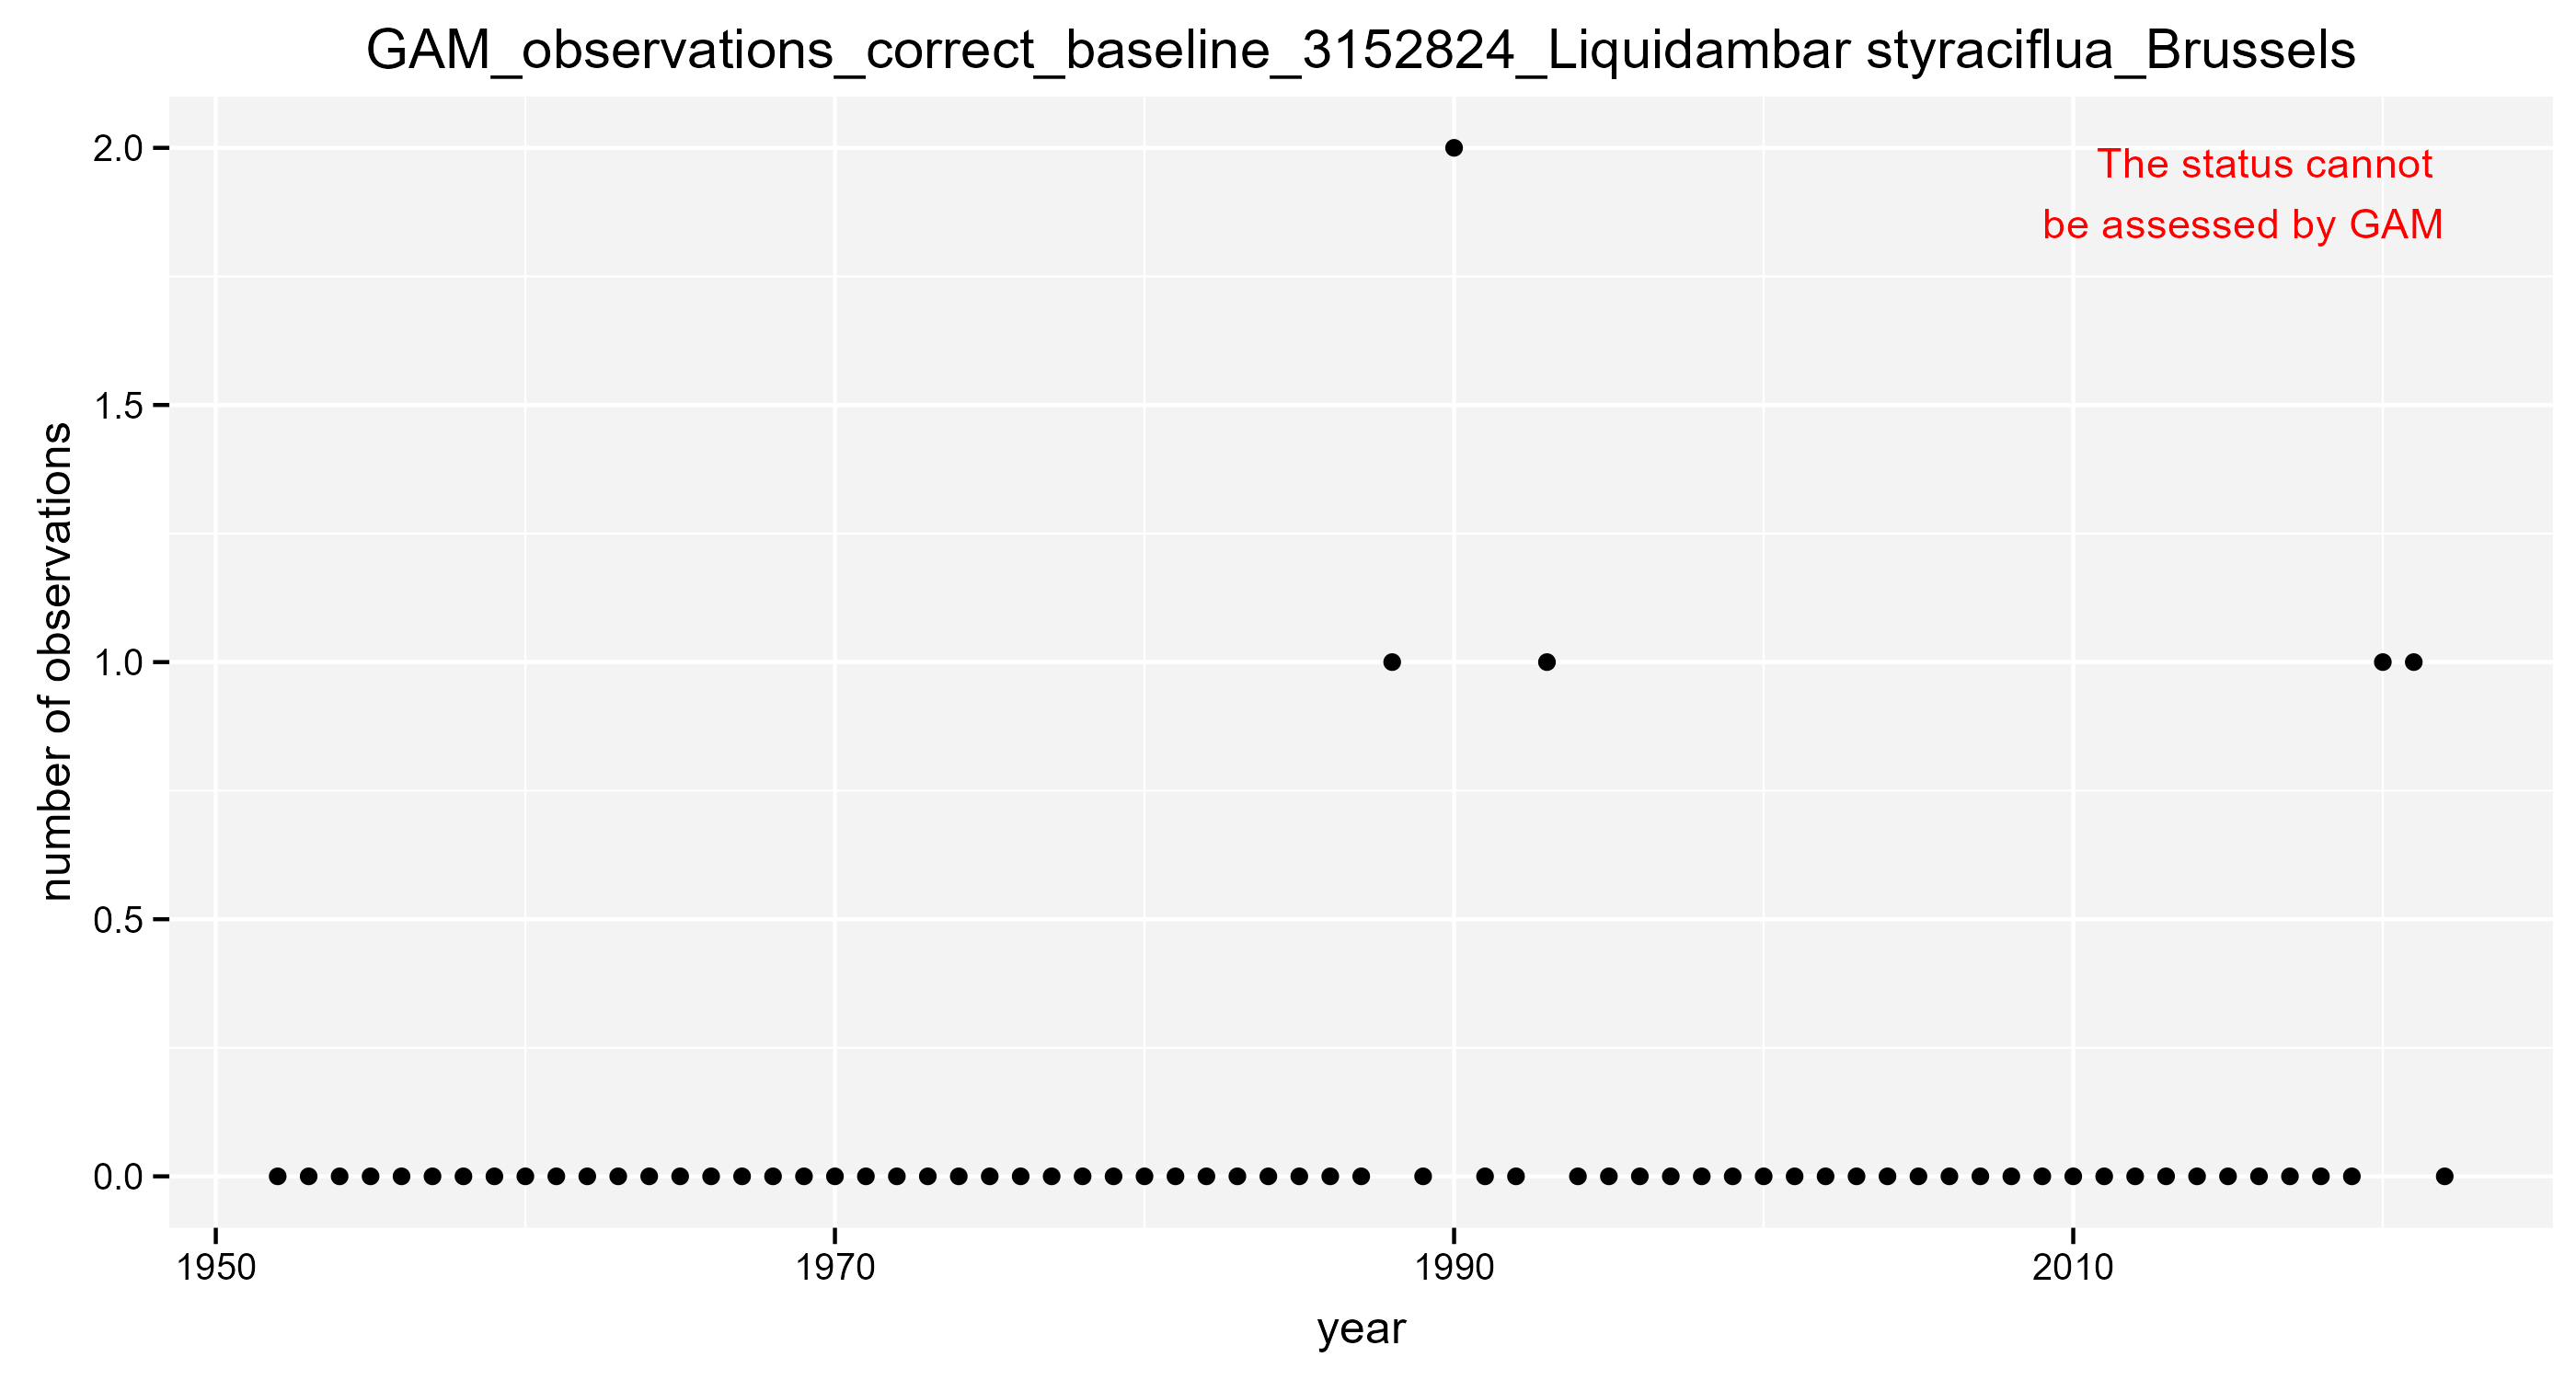 GAM_observations_correct_baseline_3152824_Liquidambar styraciflua_Brussels
2.0
The status cannot
be assessed by GAM
1.5
number of observations
1.0
0.5
0.0
1950 1970 1990 2010
year